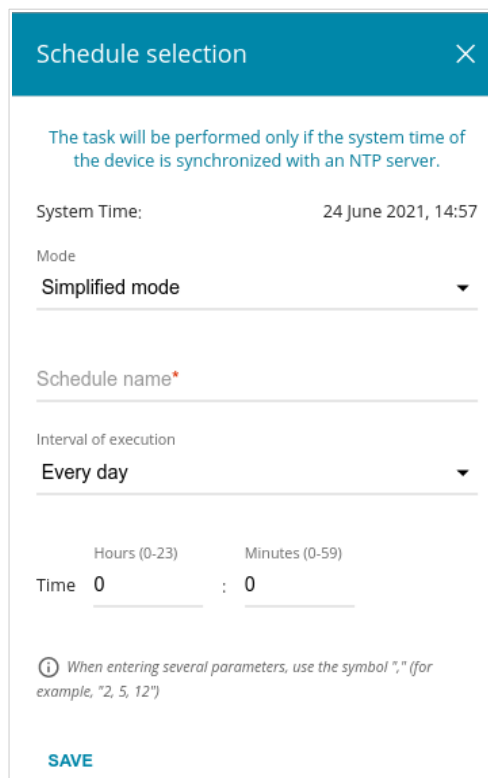 Schedule selection
The task will be performed only if the system time of
the device is synchronized with an NTP server.
System Time: 24 June 2021, 14:57
Mode
Simplified mode
Schedule name*
Interval of execution
Every day
Hours (0-23) Minutes (0-59)
Time 0 : 0
When entering several parameters, use the symbol "," (for
example, "2, 5, 12")
SAVE